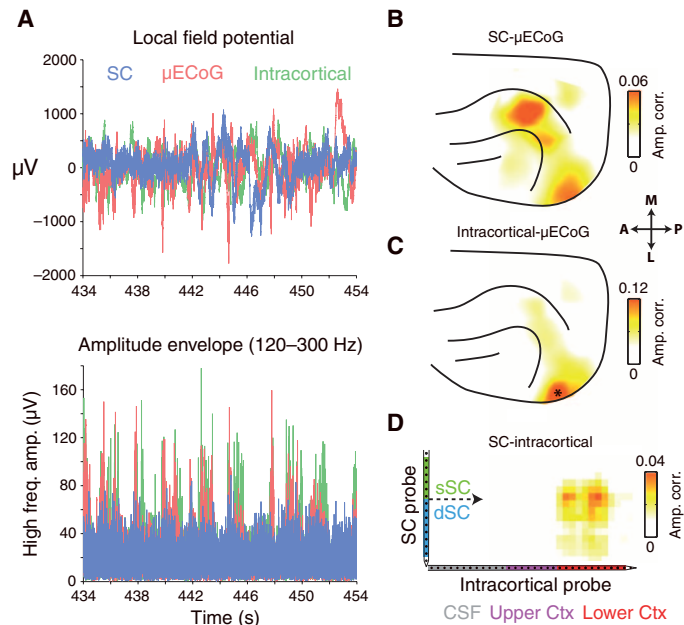 A
Local field potential
SC µECoG Intracortical
2000
1000
0
−1000
−2000
µV
434 438 442 446 450 454
Amplitude envelope (120–300 Hz)
160
120
80
40
0
High freq. amp. (µV)
434 438 442 446 450 454
Time (s)
B
SC-µECoG
0.06
0
Amp. corr.
M
A P
L
C
Intracortical-µECoG
0.12
0
Amp. corr.
*
D
SC-intracortical
SC probe
sSC
dSC
0.04
0
Amp. corr.
Intracortical probe
CSF Upper Ctx Lower Ctx